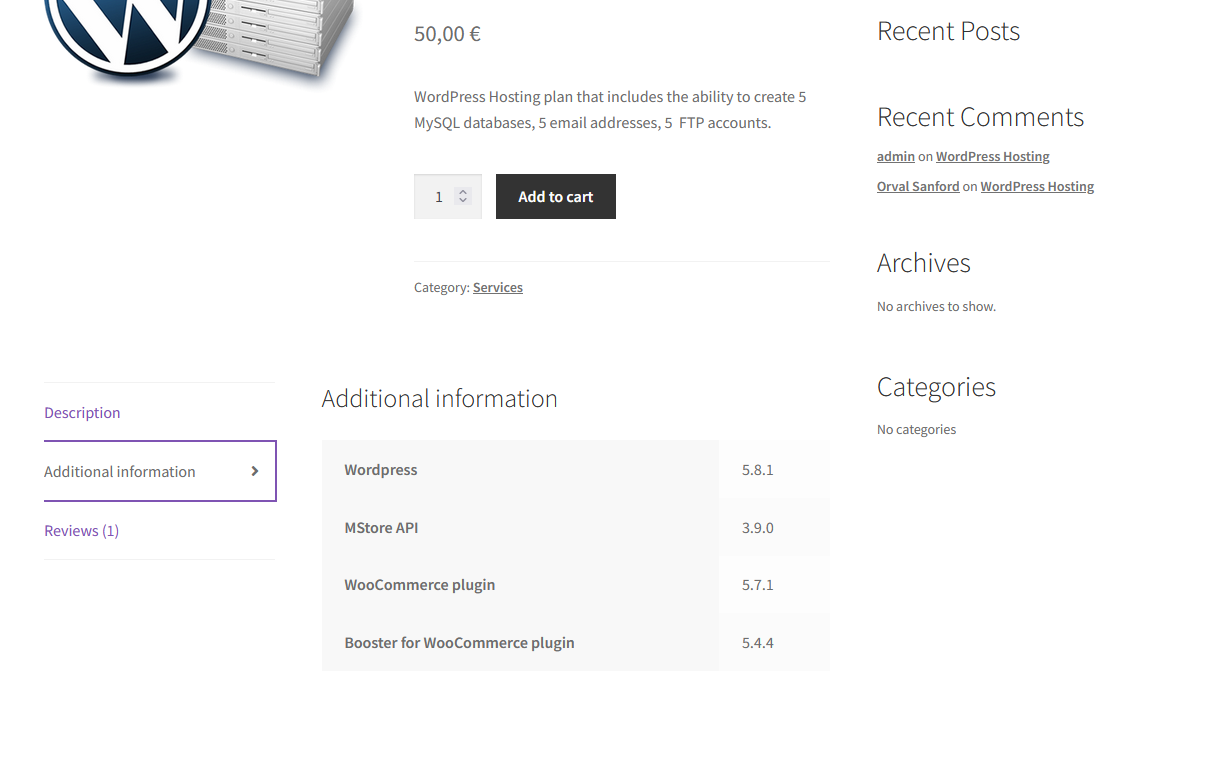 50,00 €
WordPress Hosting plan that includes the ability to create 5
MySQL databases, 5 email addresses, 5  FTP accounts.
1
Add to cart
Category: Services
Description
Additional information
Reviews (1)
Additional information
Wordpress 5.8.1
MStore API 3.9.0
WooCommerce plugin 5.7.1
Booster for WooCommerce plugin 5.4.4
Recent Posts
Recent Comments
admin on WordPress Hosting
Orval Sanford on WordPress Hosting
Archives
No archives to show.
Categories
No categories